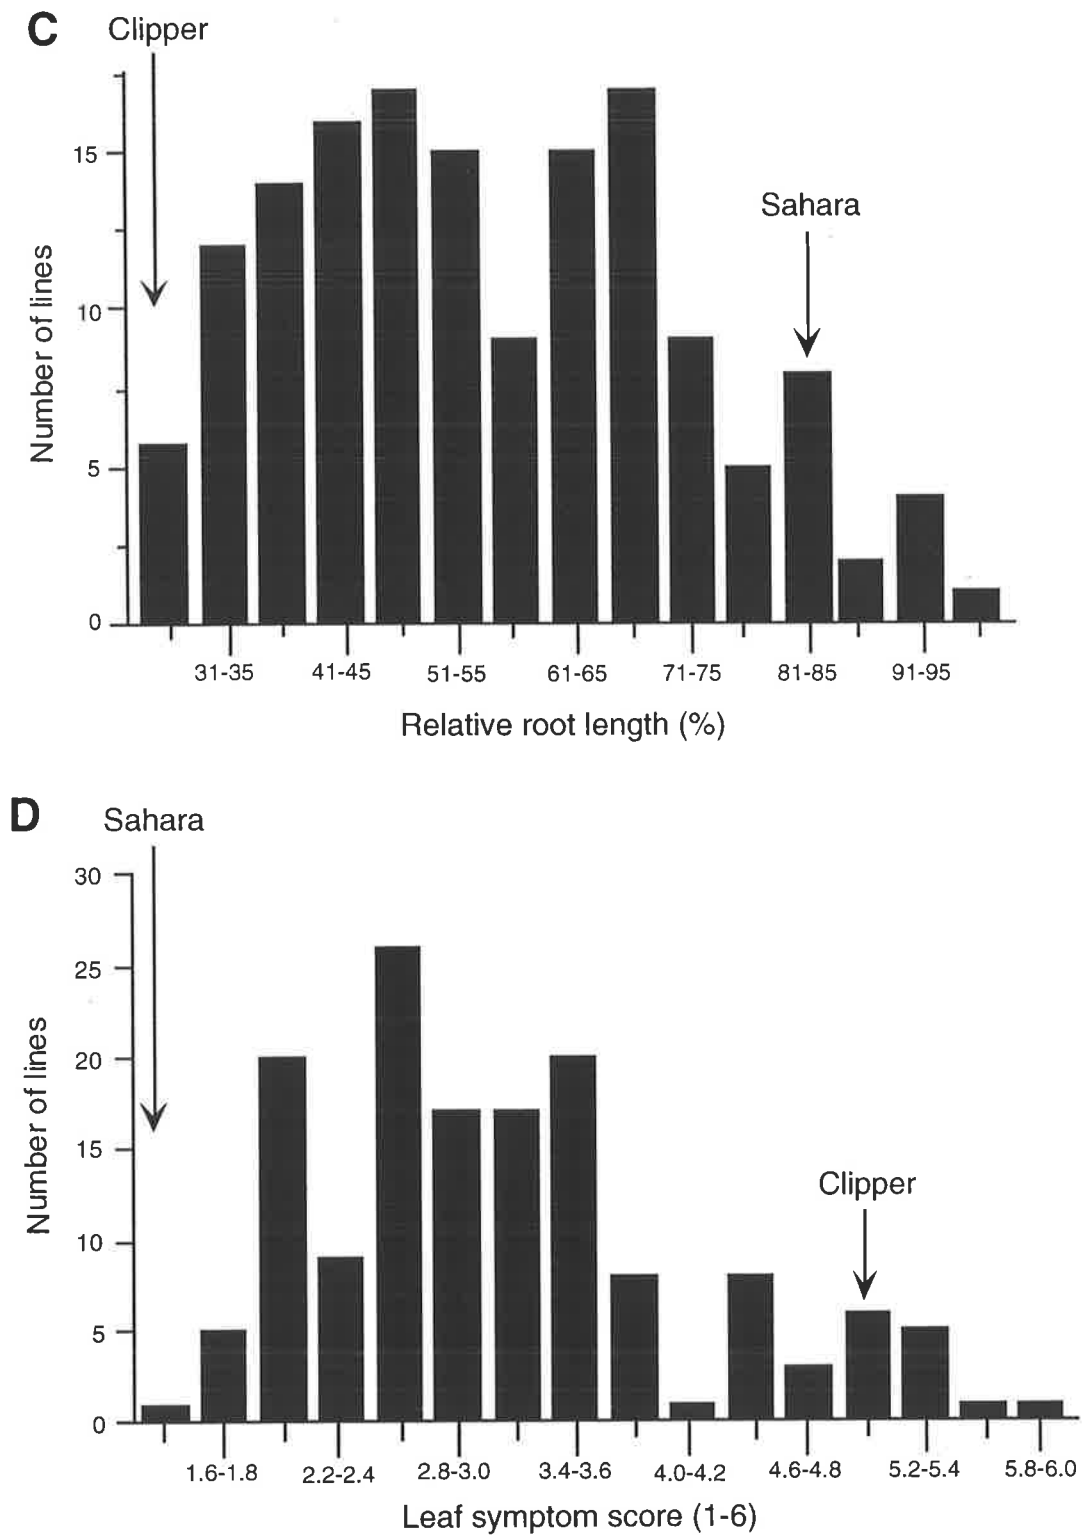 C
Clipper
15
10
5
0
Number of lines
Sahara
31-35 41-45 51-55 61-65 71-75 81-85 91-95
Relative root length (%)
D
Sahara
30
25
20
15
10
5
0
Number of lines
Clipper
1.6-1.8 2.2-2.4 2.8-3.0 3.4-3.6 4.0-4.2 4.6-4.8 5.2-5.4 5.8-6.0
Leaf symptom score (1-6)